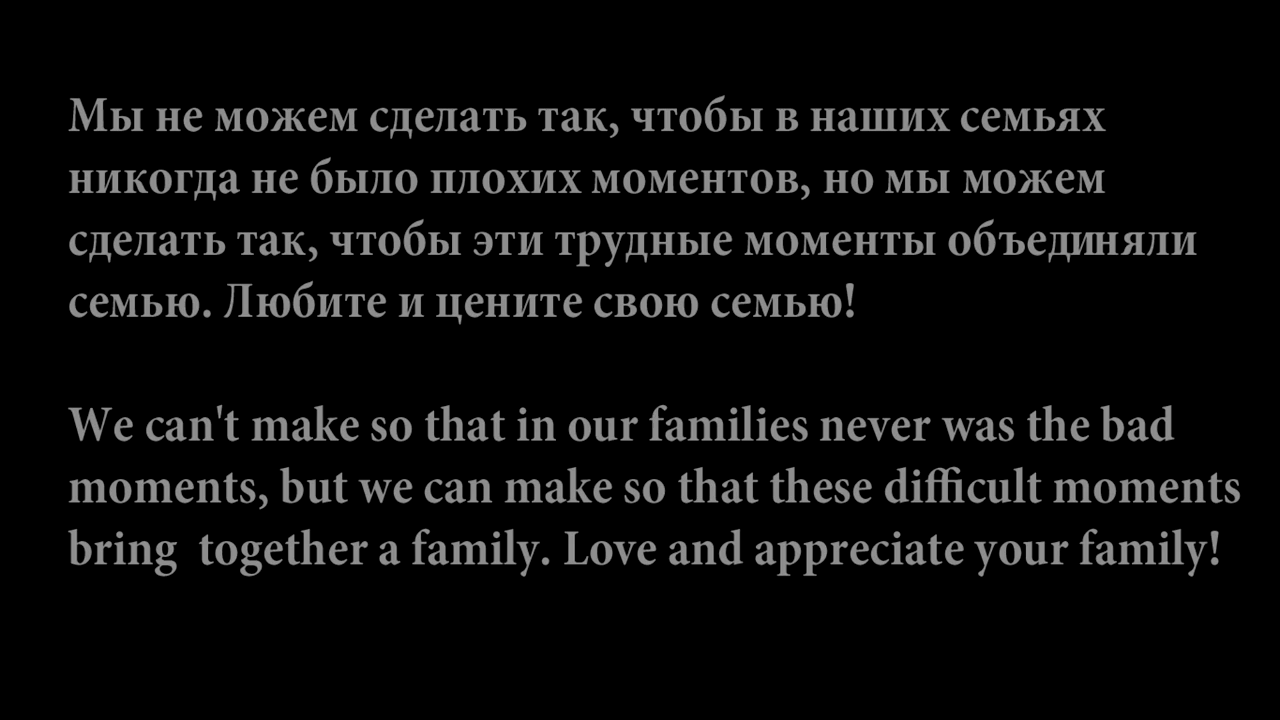 Мы не можем сделать так, чтобы в наших семьях
никогда не было плохих моментов, но мы можем
сделать так, чтобы эти трудные моменты объединяли
семью. Любите и цените свою семью!
We can't make so that in our families never was the bad
moments, but we can make so that these difficult moments
bring  together a family. Love and appreciate your family!